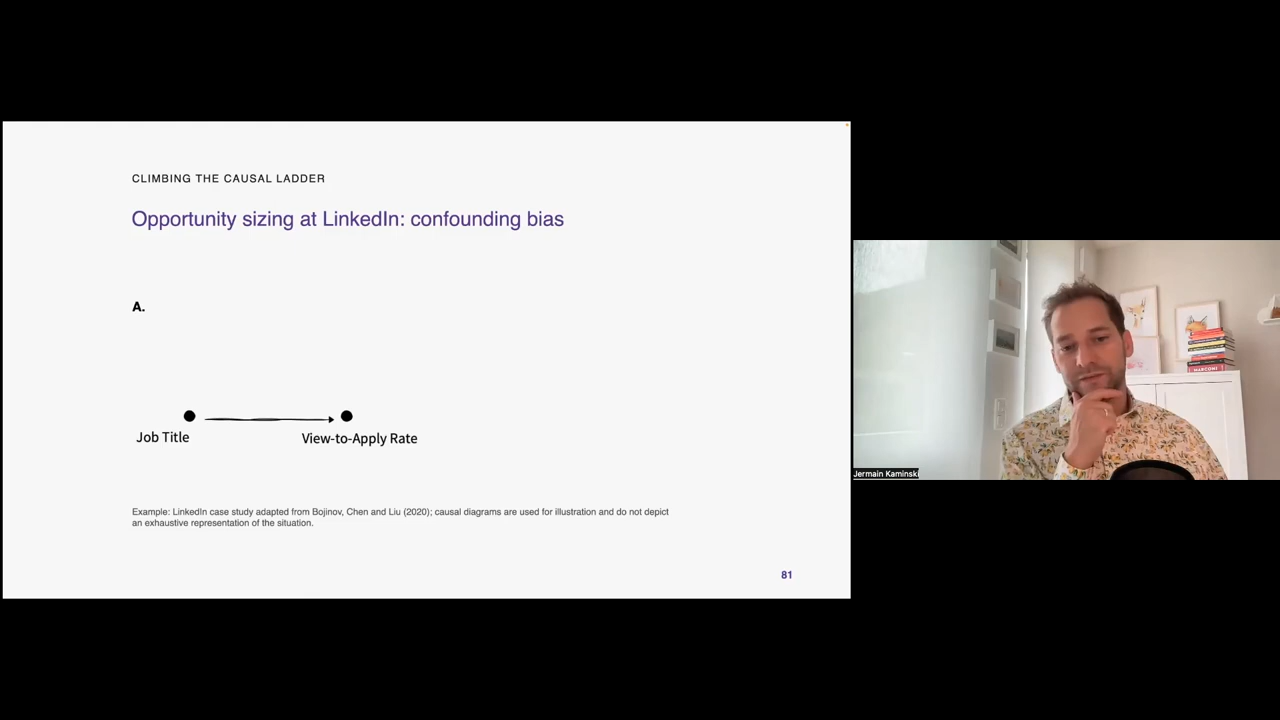 CLIMBING THE CAUSAL LADDER
Opportunity sizing at LinkedIn: confounding bias
A.
Job Title
View-to-Apply Rate
Example: LinkedIn case study adapted from Bojinov, Chen and Liu (2020); causal diagrams are used for illustration and do not depict
an exhaustive representation of the situation.
81
MARCONI
Jermain Kaminski